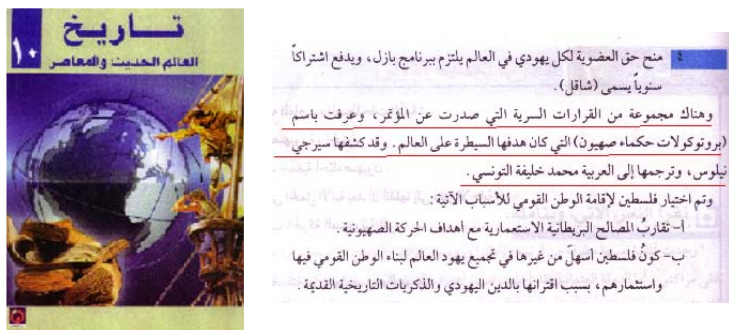 تاريخ
العالم الحديث والمعاصر
١٠
٤ منح حق العضوية لكل يهودي في العالم يلتزم ببرنامج بازل، ويدفع اشتراكاً
سنوياً يسمى (شاقل).
وهناك مجموعة من القرارات السرية التي صدرت عن المؤتمر، وعرفت باسم
(بروتوكولات حكماء صهيون) التي كان هدفها السيطرة على العالم. وقد كشفها سيرجي
نيلوس، وترجمها إلى العربية محمد خليفة التونسي.
وتم اختيار فلسطين لإقامة الوطن القومي للأسباب الآتية:
أ- تقاربُ المصالح البريطانية الاستعمارية مع أهداف الحركة الصهيونية.
ب- كونُ فلسطين أسهلَ من غيرها في تجميع يهود العالم لبناء الوطن القومي فيها
واستثمارهم، بسبب اقترانها بالدين اليهودي والذكريات التاريخية القديمة.